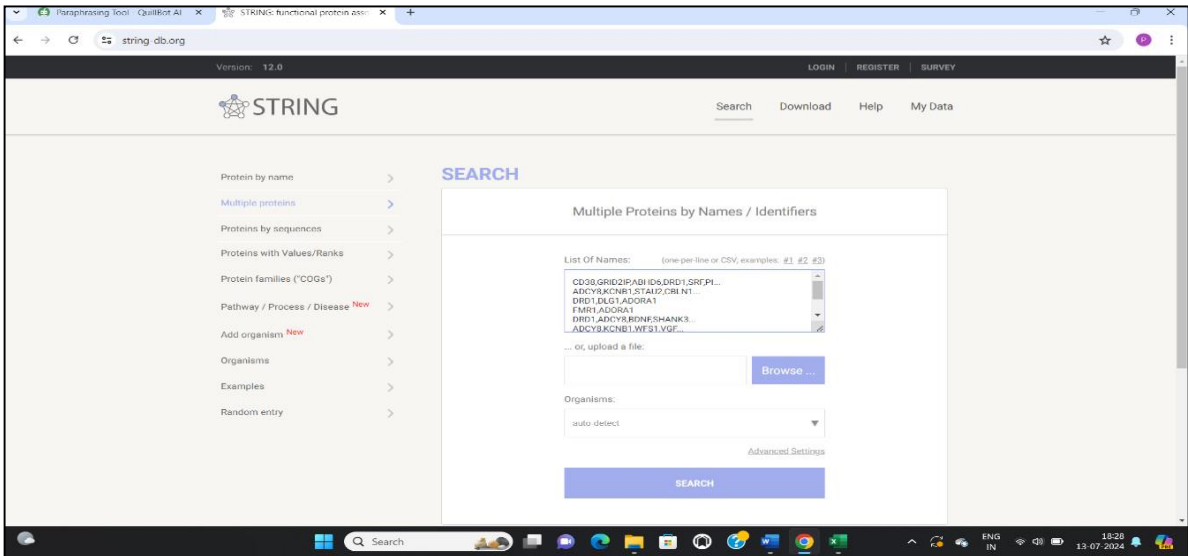 Paraphrasing Tool - QuillBot AI
STRING: functional protein asso
string-db.org
P
Version: 12.0
LOGIN | REGISTER | SURVEY
STRING
Search Download Help My Data
Protein by name
Multiple proteins
Proteins by sequences
Proteins with Values/Ranks
Protein families ("COGs")
Pathway / Process / Disease New
Add organism New
Organisms
Examples
Random entry
SEARCH
Multiple Proteins by Names / Identifiers
List Of Names: (one-per-line or CSV; examples: #1 #2 #3)
CD38,GRID2IP,ABHD6,DRD1,SRF,PI...
ADCY8,KCNB1,STAU2,CBLN1...
DRD1,DLG1,ADORA1
FMR1,ADORA1
DRD1,ADCY8,BDNF,SHANK3...
ADCY8,KCNB1,WFS1,VGF...
... or, upload a file:
Browse ...
Organisms:
auto-detect
Advanced Settings
SEARCH
Search
ENG
IN
18:28
13-07-2024